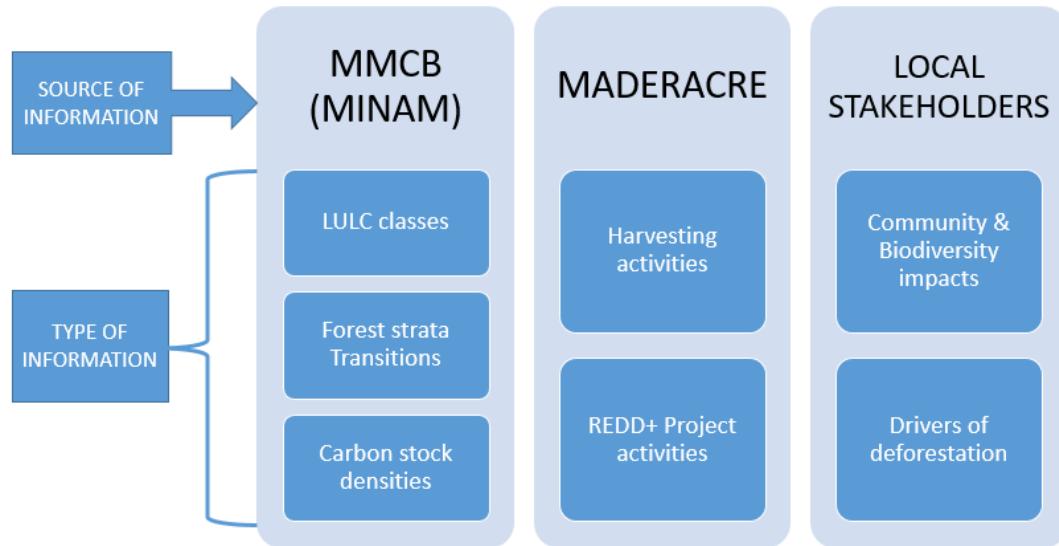 SOURCE OF
INFORMATION
MMCB
(MINAM)
MADERACRE
LOCAL
STAKEHOLDERS
TYPE OF
INFORMATION
LULC classes
Forest strata
Transitions
Carbon stock
densities
Harvesting
activities
REDD+ Project
activities
Community &
Biodiversity
impacts
Drivers of
deforestation